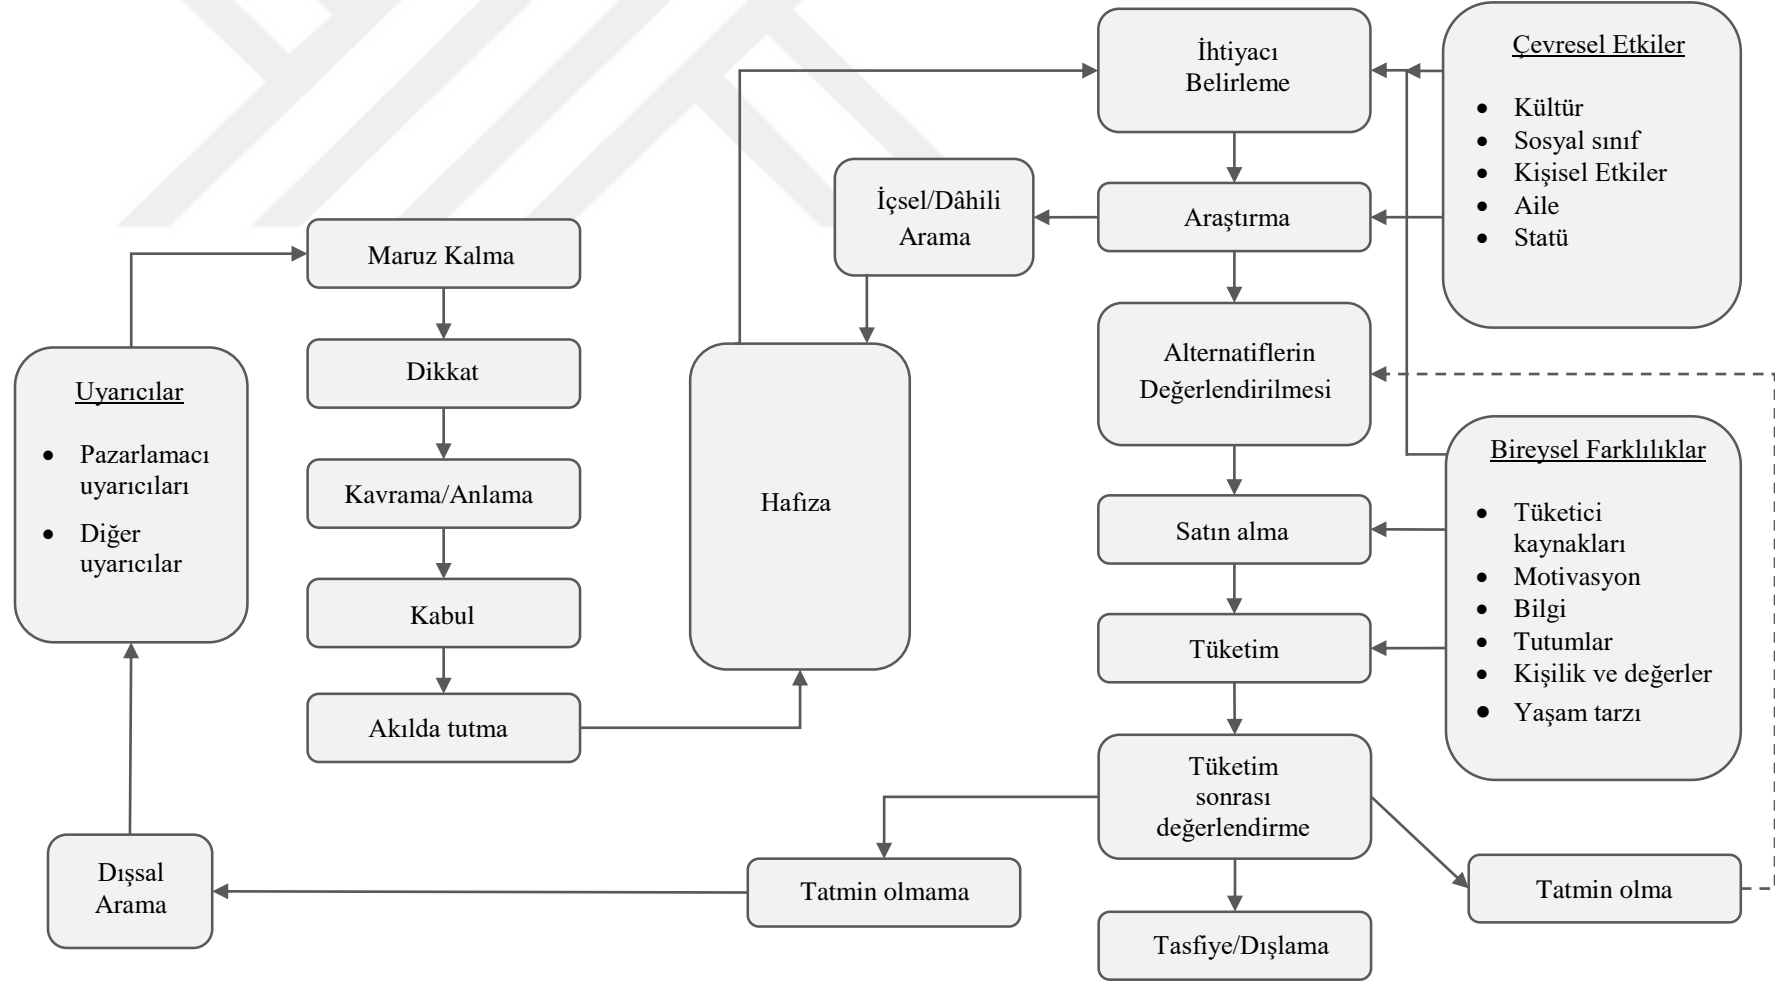 İhtiyacı
Belirleme
Çevresel Etkiler
• Kültür
• Sosyal sınıf
• Kişisel Etkiler
• Aile
• Statü
İçsel/Dâhili
Arama
Araştırma
Maruz Kalma
Dikkat
Kavrama/Anlama
Kabul
Akılda tutma
Uyarıcılar
• Pazarlamacı
uyarıcıları
• Diğer
uyarıcılar
Hafıza
Alternatiflerin
Değerlendirilmesi
Satın alma
Tüketim
Bireysel Farklılıklar
• Tüketici
kaynakları
• Motivasyon
• Bilgi
• Tutumlar
• Kişilik ve değerler
• Yaşam tarzı
Tüketim
sonrası
değerlendirme
Dışsal
Arama
Tatmin olmama
Tatmin olma
Tasfiye/Dışlama